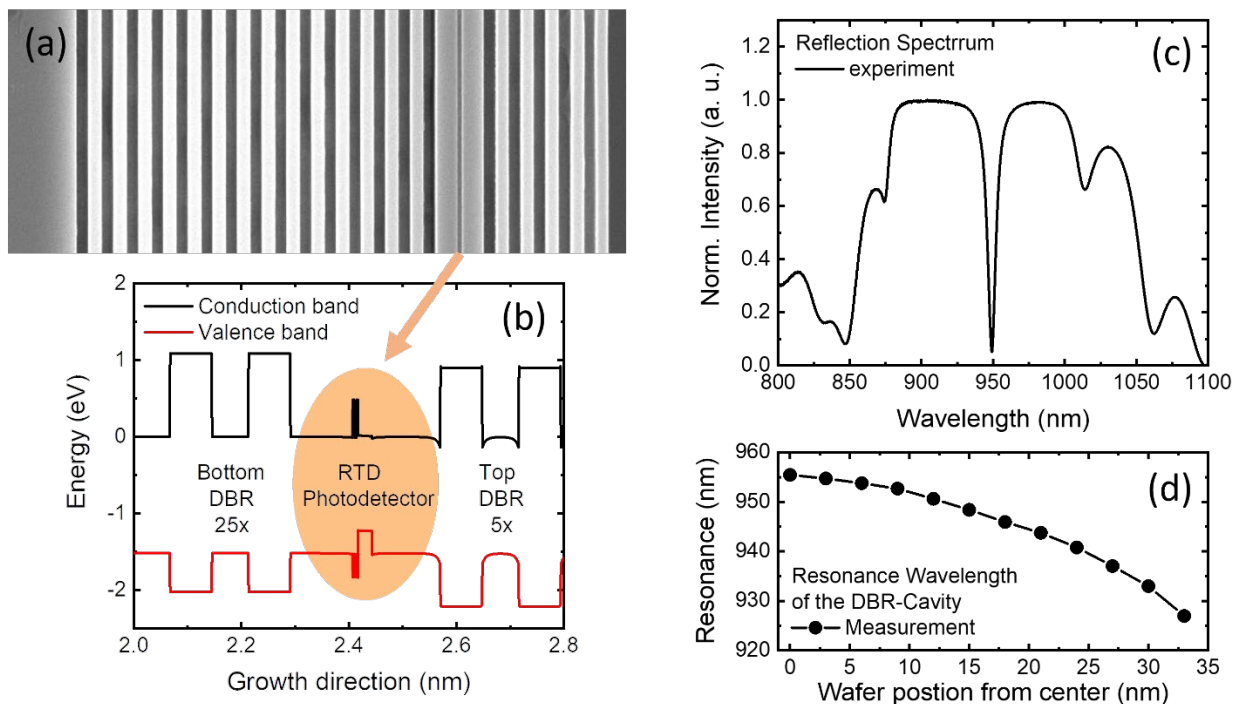 (a)
(b)
Conduction band
Valence band
2
1
0
-1
-2
Energy (eV)
Bottom
DBR
25x
RTD
Photodetector
Top
DBR
5x
2.0 2.2 2.4 2.6 2.8
Growth direction (nm)
(c)
Reflection Spectrrum
experiment
1.2
1.0
0.8
0.6
0.4
0.2
0.0
Norm. Intensity (a. u.)
800 850 900 950 1000 1050 1100
Wavelength (nm)
(d)
960
950
940
930
920
Resonance (nm)
Resonance Wavelength
of the DBR-Cavity
Measurement
0 5 10 15 20 25 30 35
Wafer postion from center (nm)